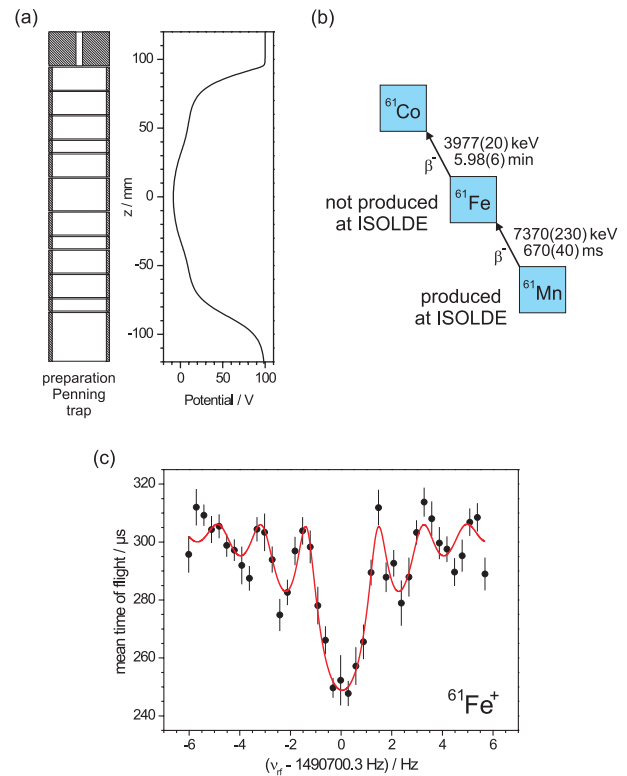 (a)
100
50
0
-50
-100
z / mm
0
50
100
Potential / V
preparation
Penning
trap
(b)
⁶¹Co
3977(20) keV
5.98(6) min
β⁻
⁶¹Fe
not produced
at ISOLDE
7370(230) keV
670(40) ms
β⁻
⁶¹Mn
produced
at ISOLDE
(c)
320
300
280
260
240
mean time of flight / μs
-6
-4
-2
0
2
4
6
⁶¹Fe⁺
(ν_rf - 1490700.3 Hz) / Hz